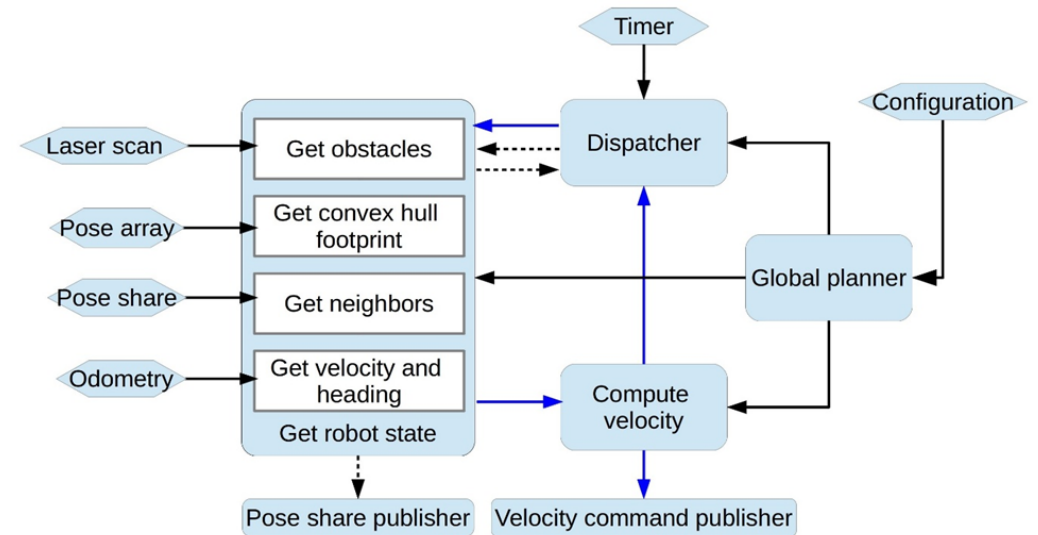 Timer
Configuration
Laser scan
Get obstacles
Dispatcher
Pose array
Get convex hull
footprint
Pose share
Get neighbors
Global planner
Odometry
Get velocity and
heading
Get robot state
Compute
velocity
Pose share publisher
Velocity command publisher